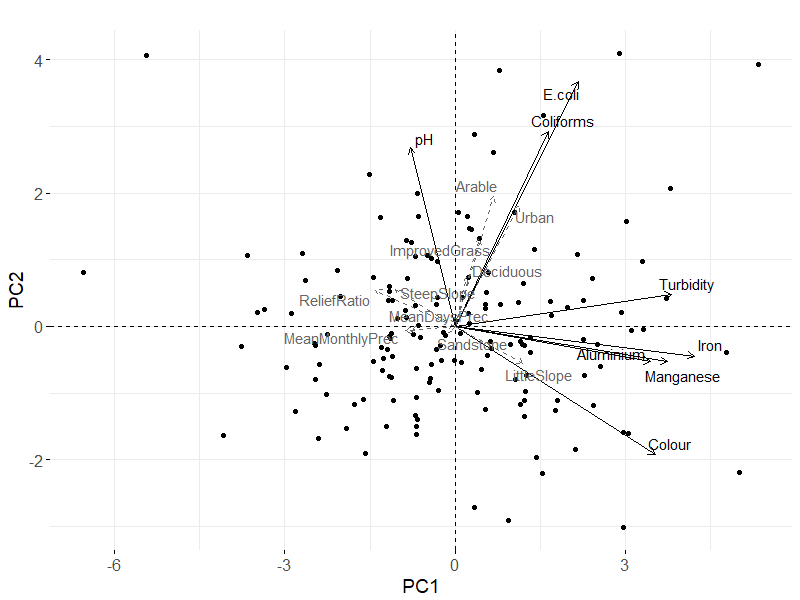 4
E.coli
Coliforms
pH
2
Arable
Urban
ImprovedGrass
Deciduous
Turbidity
SteepSlope
ReliefRatio
MeanDaysPrec
PC2
0
MeanMonthlyPrec
Sandstone
Iron
Aluminium
LittleSlope
Manganese
Colour
-2
-6
-3
0
3
PC1